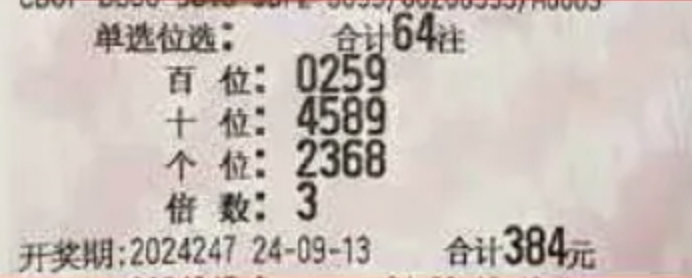 单选位选: 合计64注
百 位: 0259
十 位: 4589
个 位: 2368
倍 数: 3
开奖期:2024247 24-09-13 合计384元